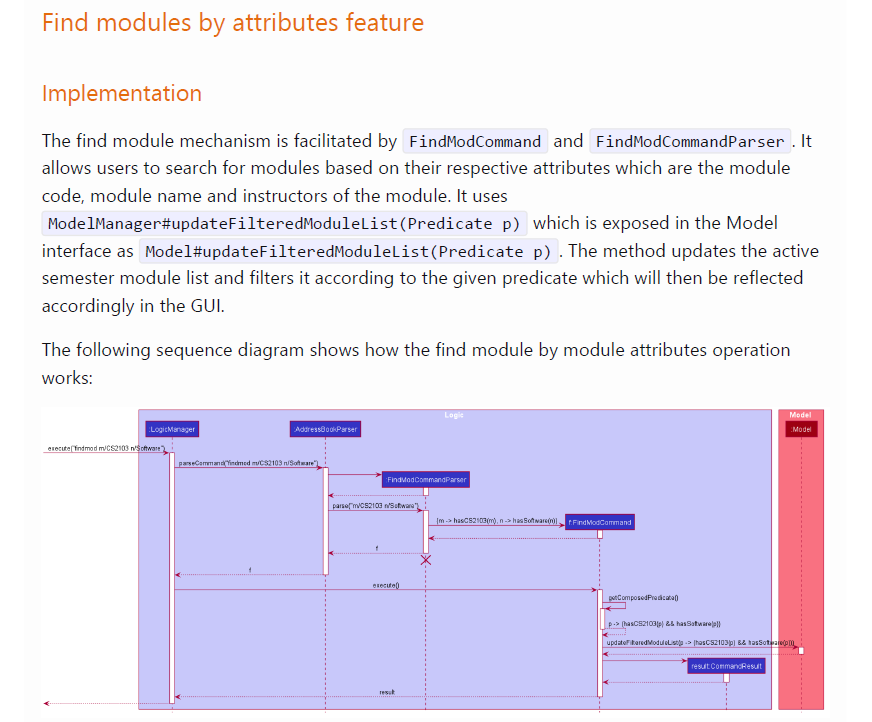 Find modules by attributes feature
Implementation
The find module mechanism is facilitated by FindModCommand and FindModCommandParser . It
allows users to search for modules based on their respective attributes which are the module
code, module name and instructors of the module. It uses
ModelManager#updateFilteredModuleList(Predicate p) which is exposed in the Model
interface as Model#updateFilteredModuleList(Predicate p) . The method updates the active
semester module list and filters it according to the given predicate which will then be reflected
accordingly in the GUI.
The following sequence diagram shows how the find module by module attributes operation
works:
Logic
Model
:LogicManager
:AddressBookParser
:Model
execute("findmod m/CS2103 n/Software")
parseCommand("findmod m/CS2103 n/Software")
:FindModCommandParser
parse("m/CS2103 n/Software")
(m -> hasCS2103(m), n -> hasSoftware(n))
f:FindModCommand
f
f
execute()
getComposedPredicate()
p -> (hasCS2103(p) && hasSoftware(p))
updateFilteredModuleList(p -> (hasCS2103(p) && hasSoftware(p)))
result:CommandResult
result